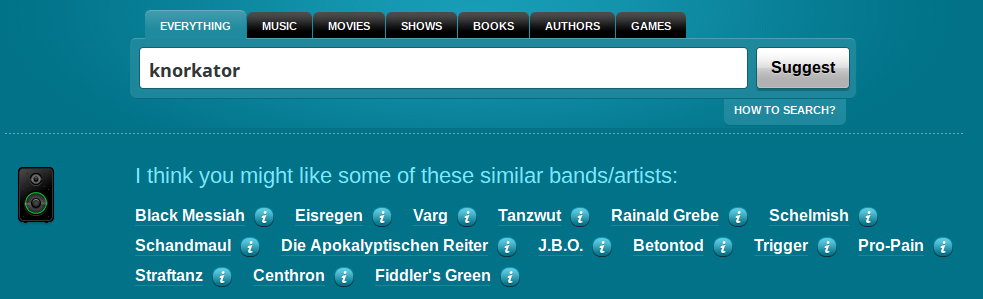 EVERYTHING MUSIC MOVIES SHOWS BOOKS AUTHORS GAMES
knorkator Suggest
HOW TO SEARCH?
I think you might like some of these similar bands/artists:
Black Messiah i Eisregen i Varg i Tanzwut i Rainald Grebe i Schelmish i
Schandmaul i Die Apokalyptischen Reiter i J.B.O. i Betontod i Trigger i Pro-Pain i
Straftanz i Centhron i Fiddler's Green i